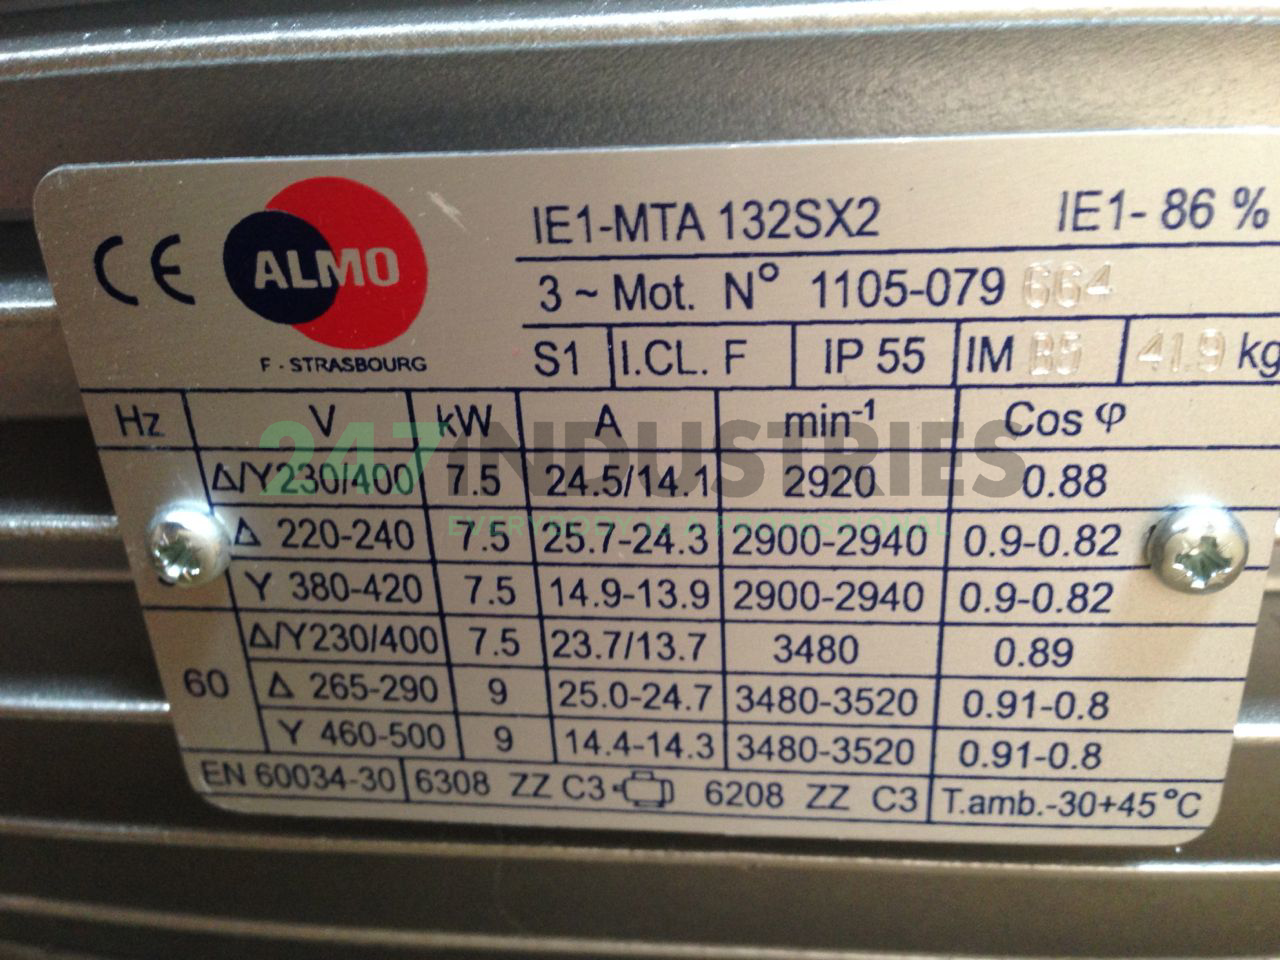 CE ALMO
F - STRASBOURG
IE1-MTA 132SX2 IE1- 86 %
3 ~ Mot. N° 1105-079 664
S1 I.CL. F IP 55 IM B5 41.9 kg
Hz V kW A min-1 Cos φ
Δ/Y230/400 7.5 24.5/14.1 2920 0.88
Δ 220-240 7.5 25.7-24.3 2900-2940 0.9-0.82
Y 380-420 7.5 14.9-13.9 2900-2940 0.9-0.82
Δ/Y230/400 7.5 23.7/13.7 3480 0.89
60 Δ 265-290 9 25.0-24.7 3480-3520 0.91-0.8
Y 460-500 9 14.4-14.3 3480-3520 0.91-0.8
EN 60034-30 6308 ZZ C3 6208 ZZ C3 T.amb.-30+45°C
247INDUSTRIES